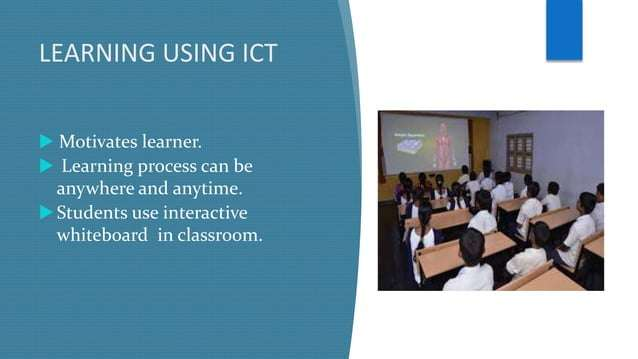 LEARNING USING ICT
Motivates learner.
Learning process can be
anywhere and anytime.
Students use interactive
whiteboard in classroom.